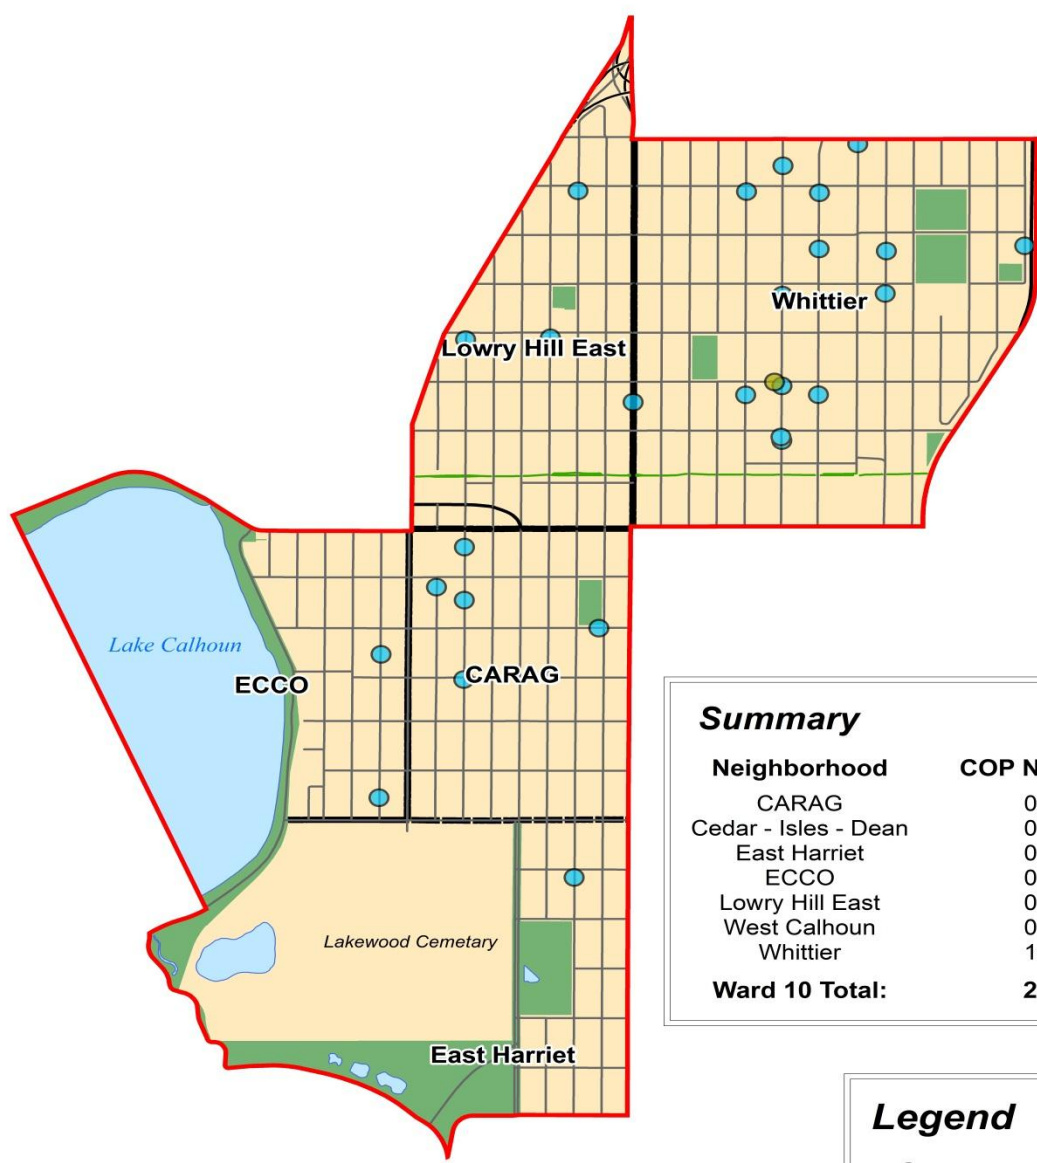 Whittier
Lowry Hill East
Lake Calhoun
ECCO
CARAG
Lakewood Cemetary
East Harriet
Summary
Neighborhood COP N
CARAG 0
Cedar - Isles - Dean 0
East Harriet 0
ECCO 0
Lowry Hill East 0
West Calhoun 0
Whittier 1
Ward 10 Total: 2
Legend